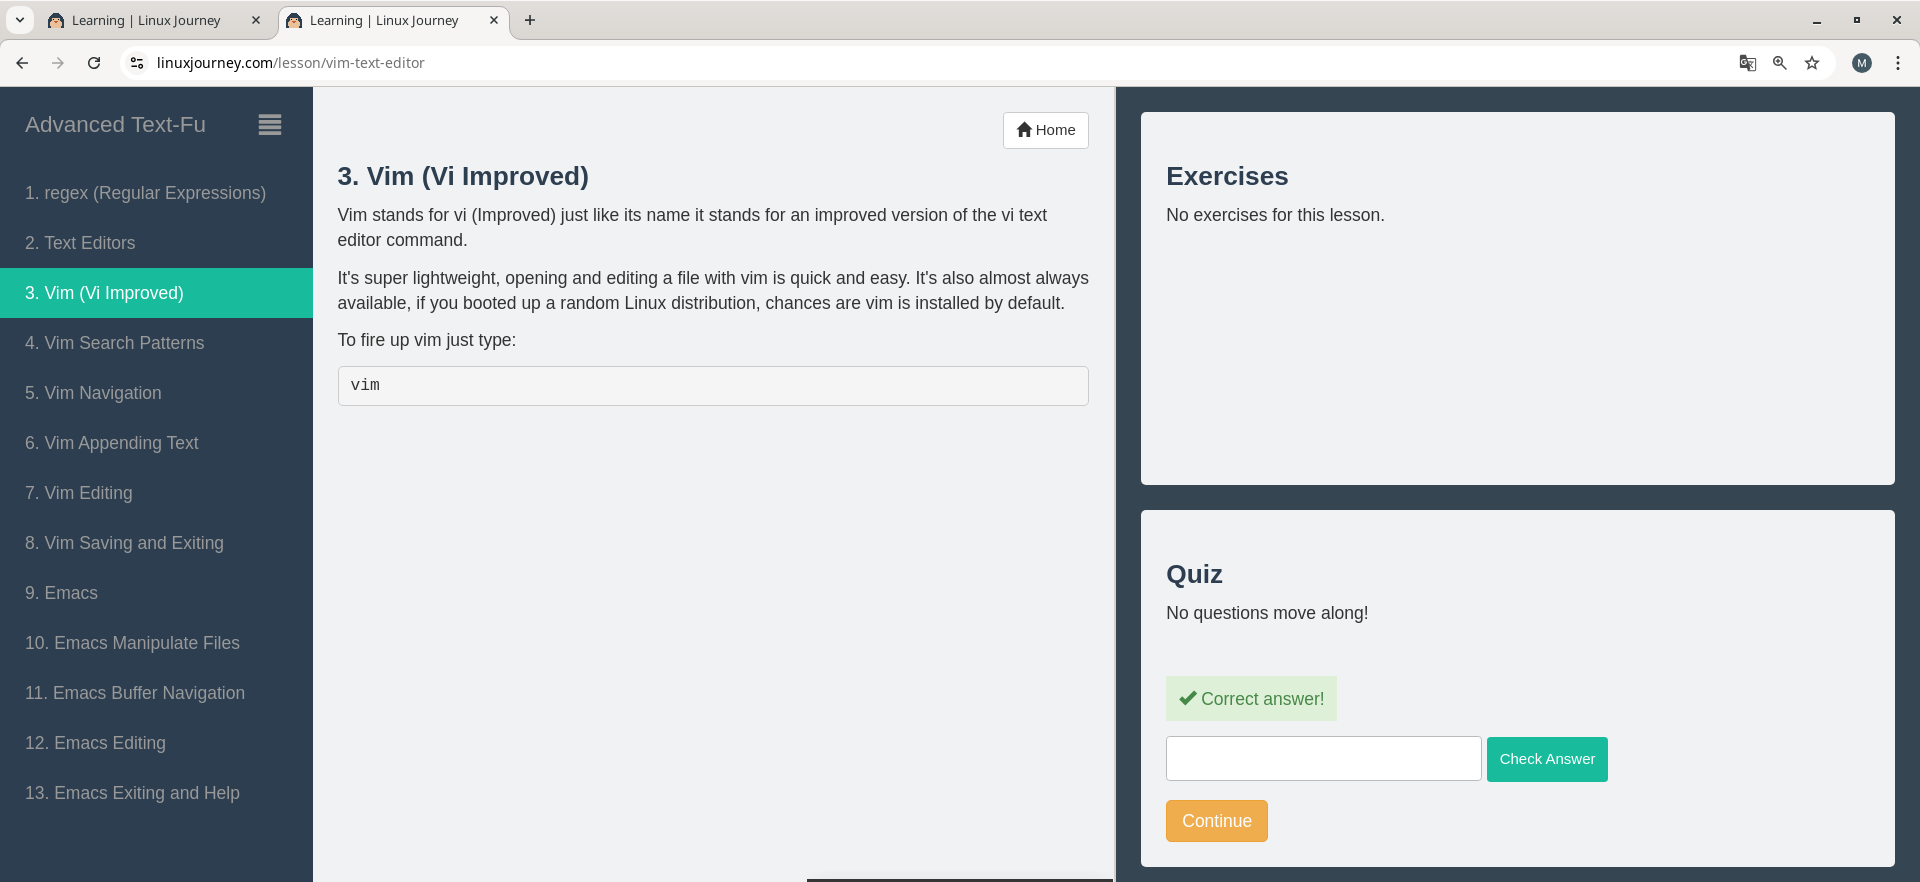 Learning | Linux Journey
Learning | Linux Journey
linuxjourney.com/lesson/vim-text-editor
M
Advanced Text-Fu
1. regex (Regular Expressions)
2. Text Editors
3. Vim (Vi Improved)
4. Vim Search Patterns
5. Vim Navigation
6. Vim Appending Text
7. Vim Editing
8. Vim Saving and Exiting
9. Emacs
10. Emacs Manipulate Files
11. Emacs Buffer Navigation
12. Emacs Editing
13. Emacs Exiting and Help
Home
3. Vim (Vi Improved)
Vim stands for vi (Improved) just like its name it stands for an improved version of the vi text
editor command.
It's super lightweight, opening and editing a file with vim is quick and easy. It's also almost always
available, if you booted up a random Linux distribution, chances are vim is installed by default.
To fire up vim just type:
vim
Exercises
No exercises for this lesson.
Quiz
No questions move along!
Correct answer!
Check Answer
Continue